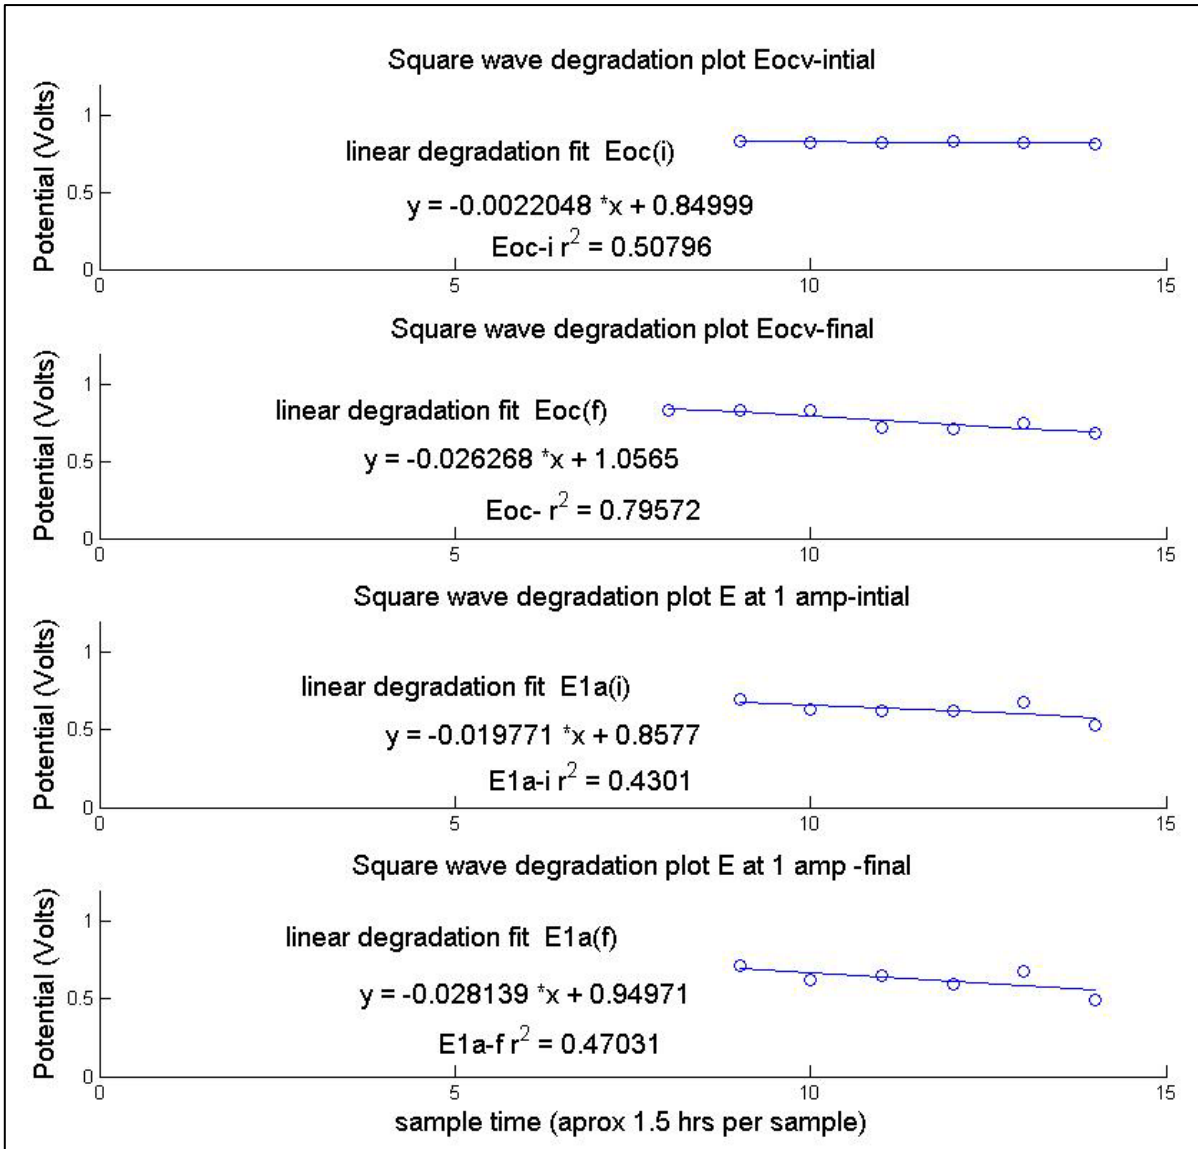 Square wave degradation plot Eocv-intial
Potential (Volts)
1
0.5
0
linear degradation fit  Eoc(i)
y = -0.0022048 *x + 0.84999
Eoc-i r² = 0.50796
0 5 10 15
Square wave degradation plot Eocv-final
Potential (Volts)
1
0.5
0
linear degradation fit  Eoc(f)
y = -0.026268 *x + 1.0565
Eoc- r² = 0.79572
0 5 10 15
Square wave degradation plot E at 1 amp-intial
Potential (Volts)
1
0.5
0
linear degradation fit  E1a(i)
y = -0.019771 *x + 0.8577
E1a-i r² = 0.4301
0 5 10 15
Square wave degradation plot E at 1 amp -final
Potential (Volts)
1
0.5
0
linear degradation fit  E1a(f)
y = -0.028139 *x + 0.94971
E1a-f r² = 0.47031
0 5 10 15
sample time (aprox 1.5 hrs per sample)